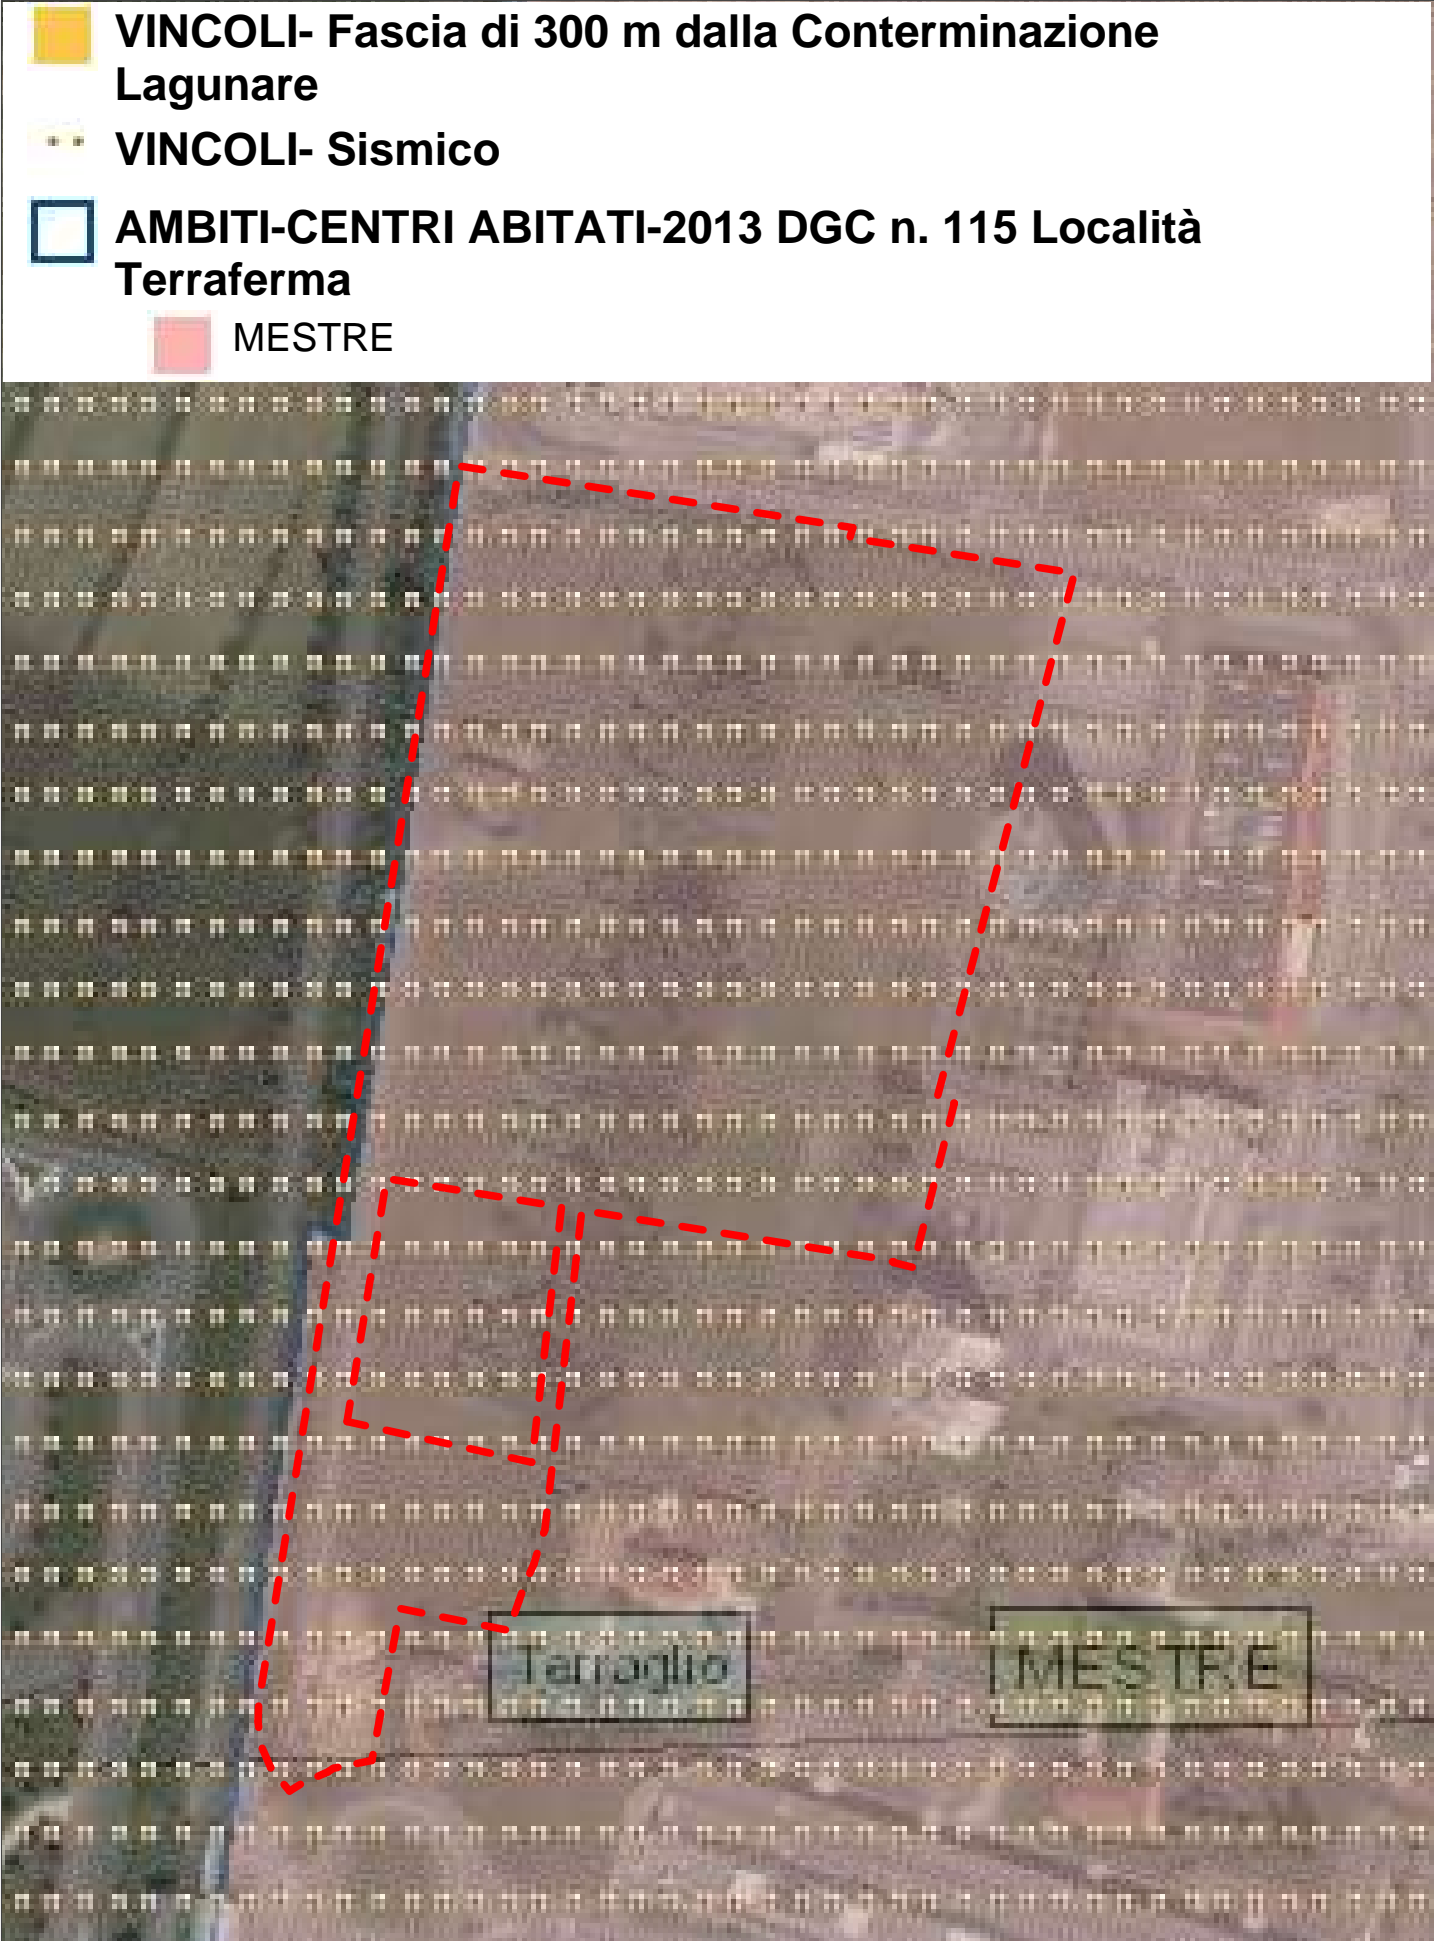 VINCOLI- Fascia di 300 m dalla Conterminazione
Lagunare
VINCOLI- Sismico
AMBITI-CENTRI ABITATI-2013 DGC n. 115 Località
Terraferma
MESTRE
Terraglio
MESTRE